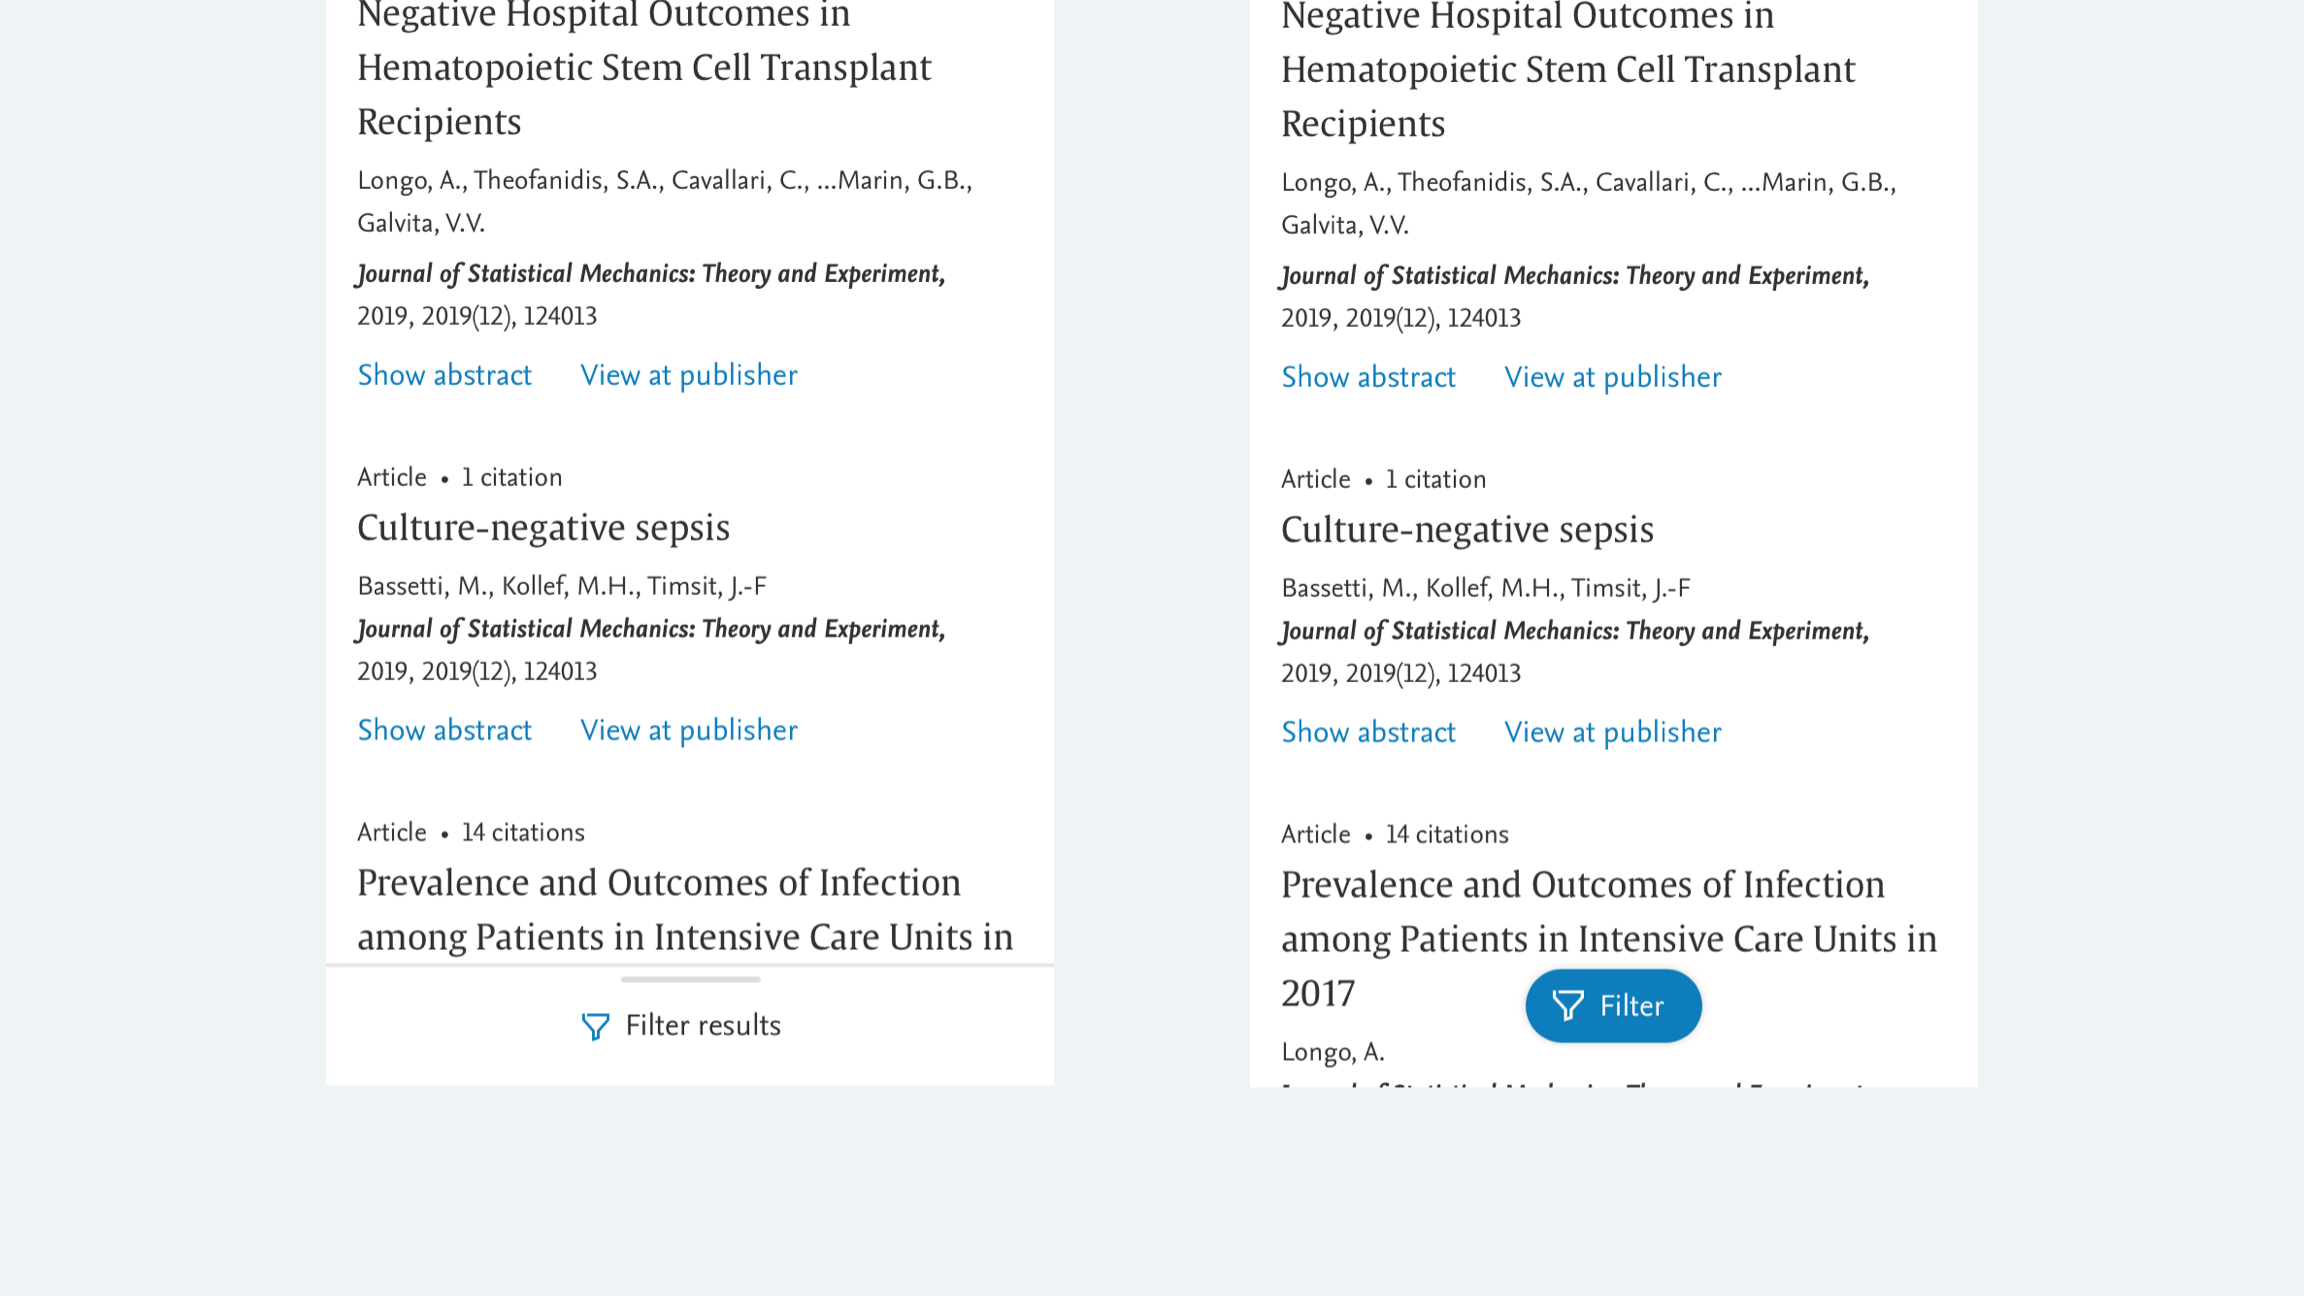 Negative Hospital Outcomes in
Hematopoietic Stem Cell Transplant
Recipients
Longo, A., Theofanidis, S.A., Cavallari, C., ...Marin, G.B.,
Galvita, V.V.
Journal of Statistical Mechanics: Theory and Experiment,
2019, 2019(12), 124013
Show abstract View at publisher
Article • 1 citation
Culture-negative sepsis
Bassetti, M., Kollef, M.H., Timsit, J.-F
Journal of Statistical Mechanics: Theory and Experiment,
2019, 2019(12), 124013
Show abstract View at publisher
Article • 14 citations
Prevalence and Outcomes of Infection
among Patients in Intensive Care Units in
Filter results
Negative Hospital Outcomes in
Hematopoietic Stem Cell Transplant
Recipients
Longo, A., Theofanidis, S.A., Cavallari, C., ...Marin, G.B.,
Galvita, V.V.
Journal of Statistical Mechanics: Theory and Experiment,
2019, 2019(12), 124013
Show abstract View at publisher
Article • 1 citation
Culture-negative sepsis
Bassetti, M., Kollef, M.H., Timsit, J.-F
Journal of Statistical Mechanics: Theory and Experiment,
2019, 2019(12), 124013
Show abstract View at publisher
Article • 14 citations
Prevalence and Outcomes of Infection
among Patients in Intensive Care Units in
2017
Filter
Longo, A.